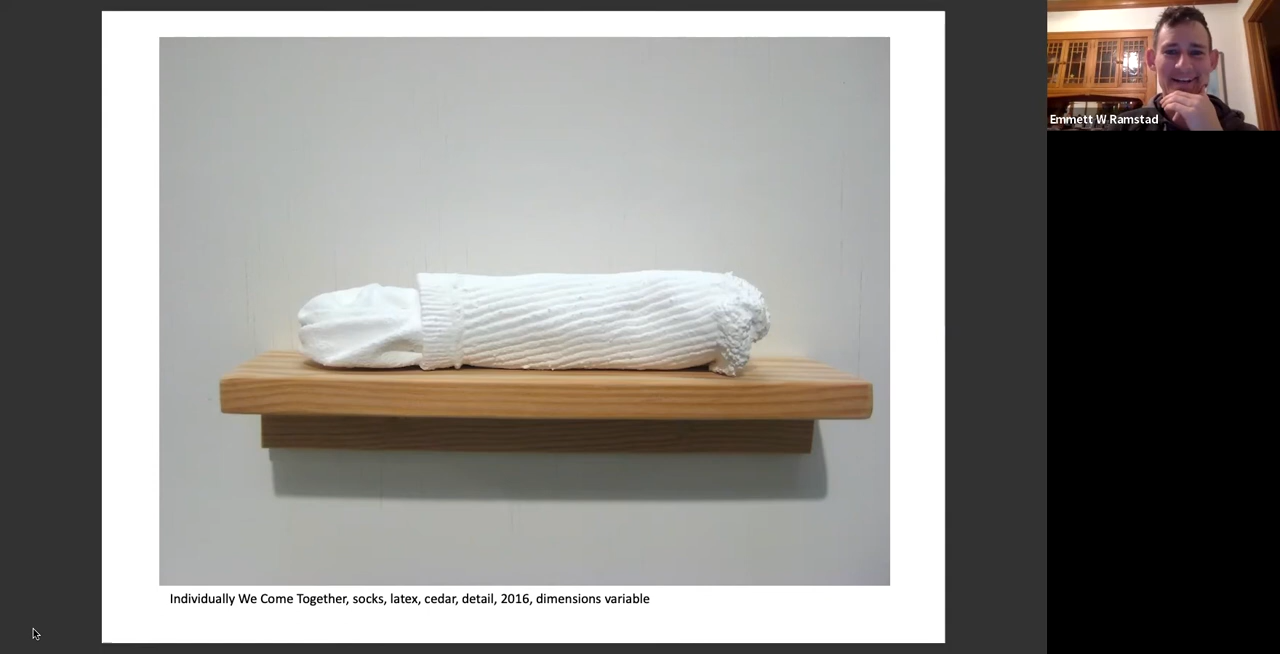 Emmett W Ramstad
Individually We Come Together, socks, latex, cedar, detail, 2016, dimensions variable